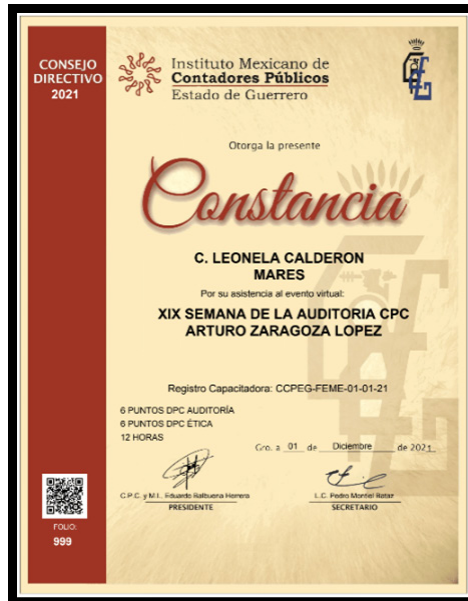 CONSEJO
DIRECTIVO
2021
Instituto Mexicano de
Contadores Públicos
Estado de Guerrero
Otorga la presente
Constancia
C. LEONELA CALDERON
MARES
Por su asistencia al evento virtual:
XIX SEMANA DE LA AUDITORIA CPC
ARTURO ZARAGOZA LOPEZ
Registro Capacitadora: CCPEG-FEME-01-01-21
6 PUNTOS DPC AUDITORÍA
6 PUNTOS DPC ÉTICA
12 HORAS
Gro. a 01 de Diciembre de 2021
C.P.C. y M.I. Eduardo Balbuena Herrera
PRESIDENTE
L.C. Pedro Montiel
SECRETARIO
FOLIO:
999